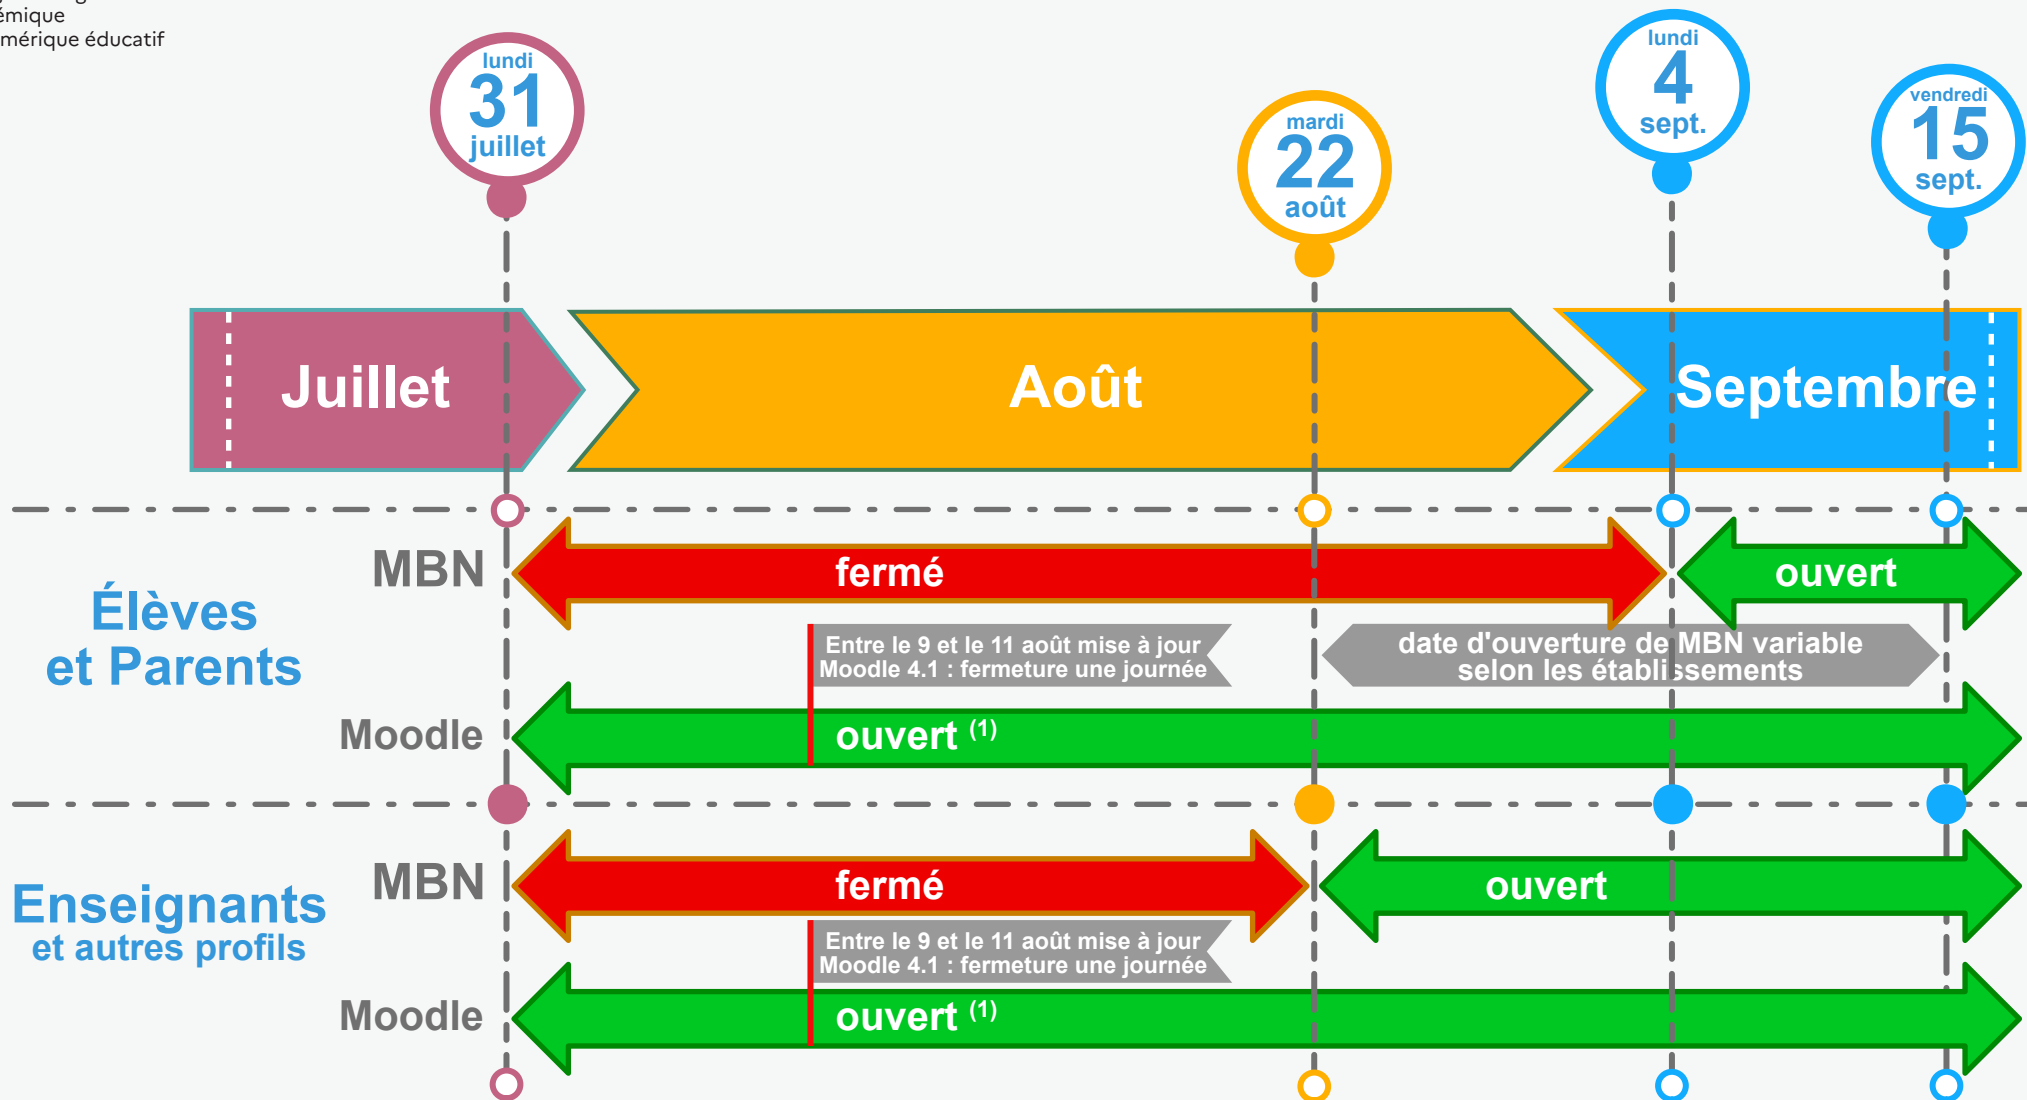 mérique éducatif
lundi
31
juillet
mardi
22
août
lundi
4
sept.
vendredi
15
sept.
Juillet
Août
Septembre
Élèves
et Parents
MBN
fermé
ouvert
Entre le 9 et le 11 août mise à jour
Moodle 4.1 : fermeture une journée
date d'ouverture de MBN variable
selon les établissements
Moodle
ouvert (1)
Enseignants
et autres profils
MBN
fermé
ouvert
Entre le 9 et le 11 août mise à jour
Moodle 4.1 : fermeture une journée
Moodle
ouvert (1)